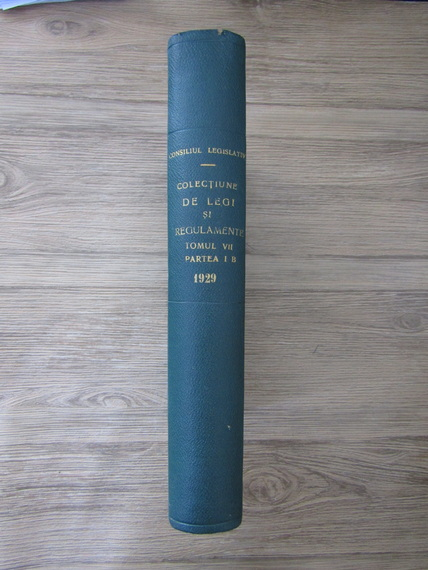 CONSILIUL LEGISLATIV
COLECȚIUNE
DE LEGI
ȘI
REGULAMENTE
TOMUL VII
PARTEA I B
1929